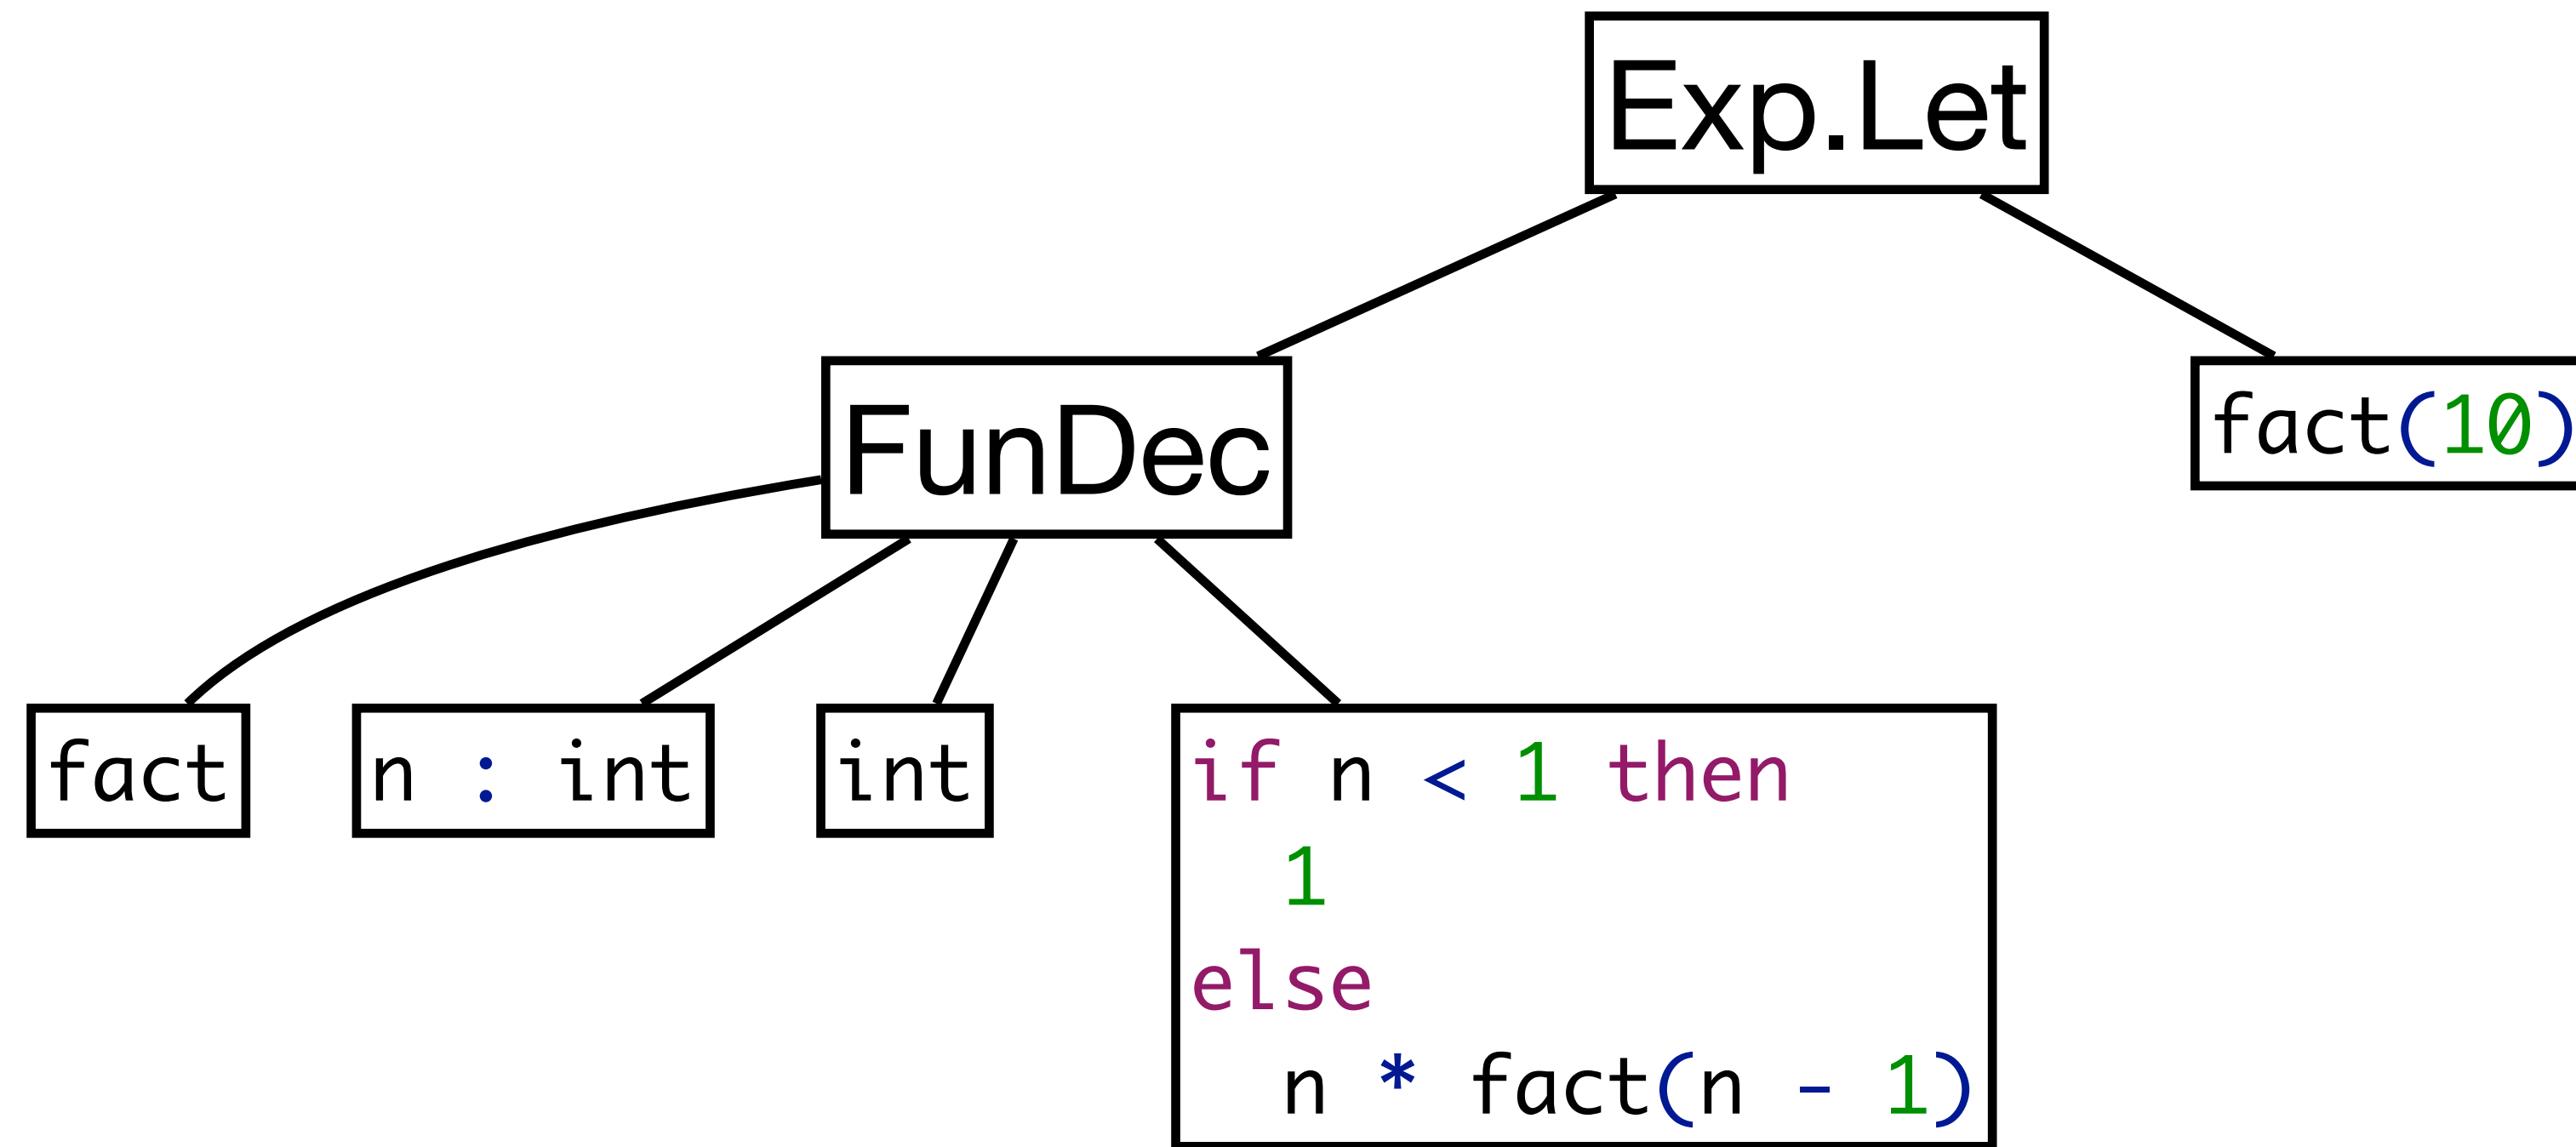 Exp.Let
FunDec
fact(10)
fact
n : int
int
if n < 1 then
  1
else
  n * fact(n - 1)